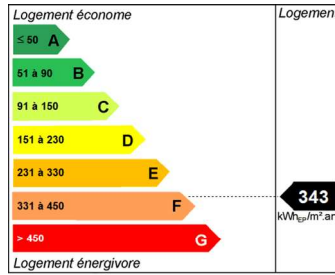 Logement économe
Logement
≤ 50 A
51 à 90 B
91 à 150 C
151 à 230 D
231 à 330 E
331 à 450 F
343
kWhEP/m².an
> 450 G
Logement énergivore